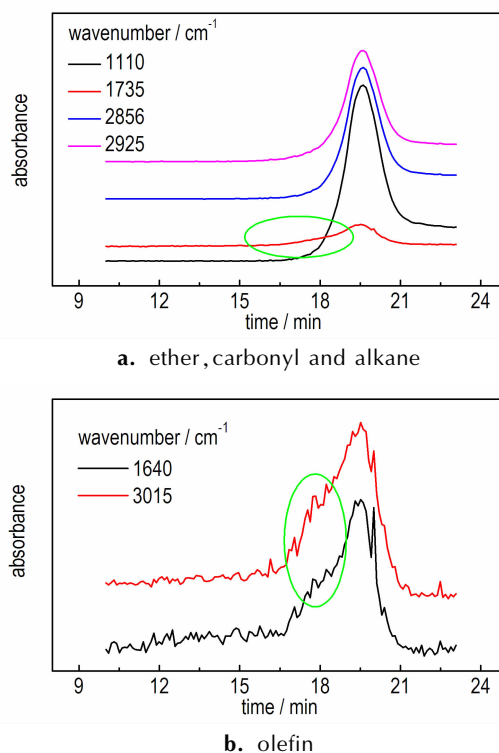 wavenumber / cm-1
1110
1735
2856
2925
absorbance
9 12 15 18 21 24
time / min
a. ether, carbonyl and alkane
wavenumber / cm-1
1640
3015
absorbance
9 12 15 18 21 24
time / min
b. olefin